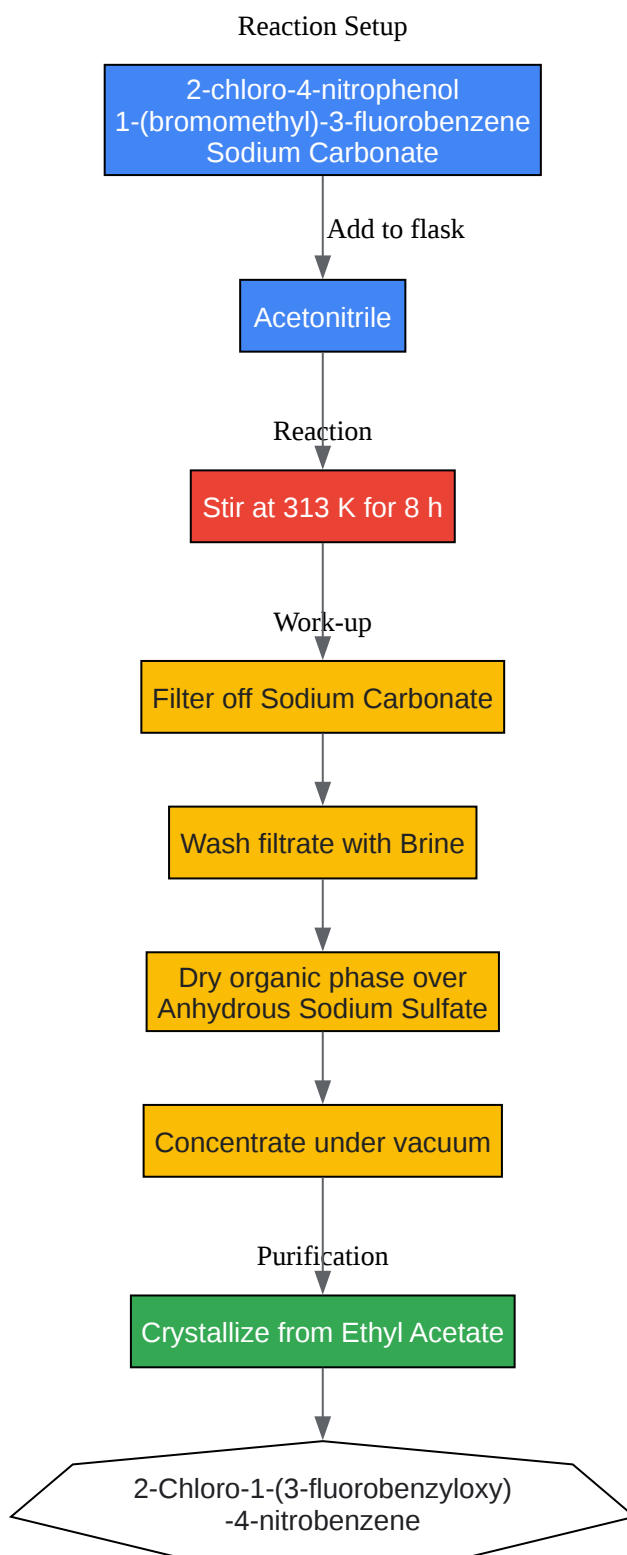 Reaction Setup
2-chloro-4-nitrophenol
1-(bromomethyl)-3-fluorobenzene
Sodium Carbonate
Add to flask
Acetonitrile
Reaction
Stir at 313 K for 8 h
Work-up
Filter off Sodium Carbonate
Wash filtrate with Brine
Dry organic phase over
Anhydrous Sodium Sulfate
Concentrate under vacuum
Purification
Crystallize from Ethyl Acetate
2-Chloro-1-(3-fluorobenzyloxy)
-4-nitrobenzene